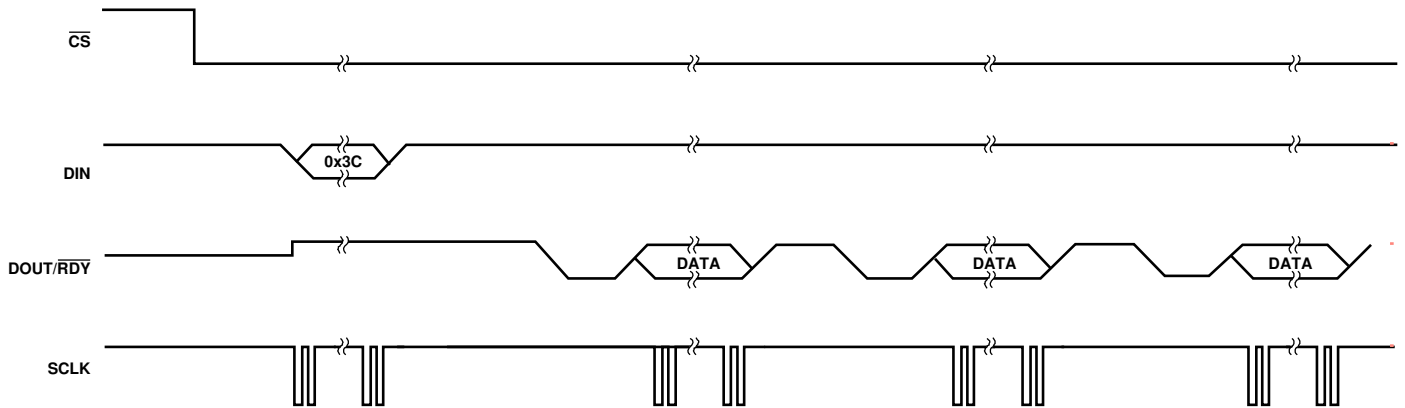 CS
DIN
0x3C
DOUT/RDY
DATA
DATA
DATA
SCLK